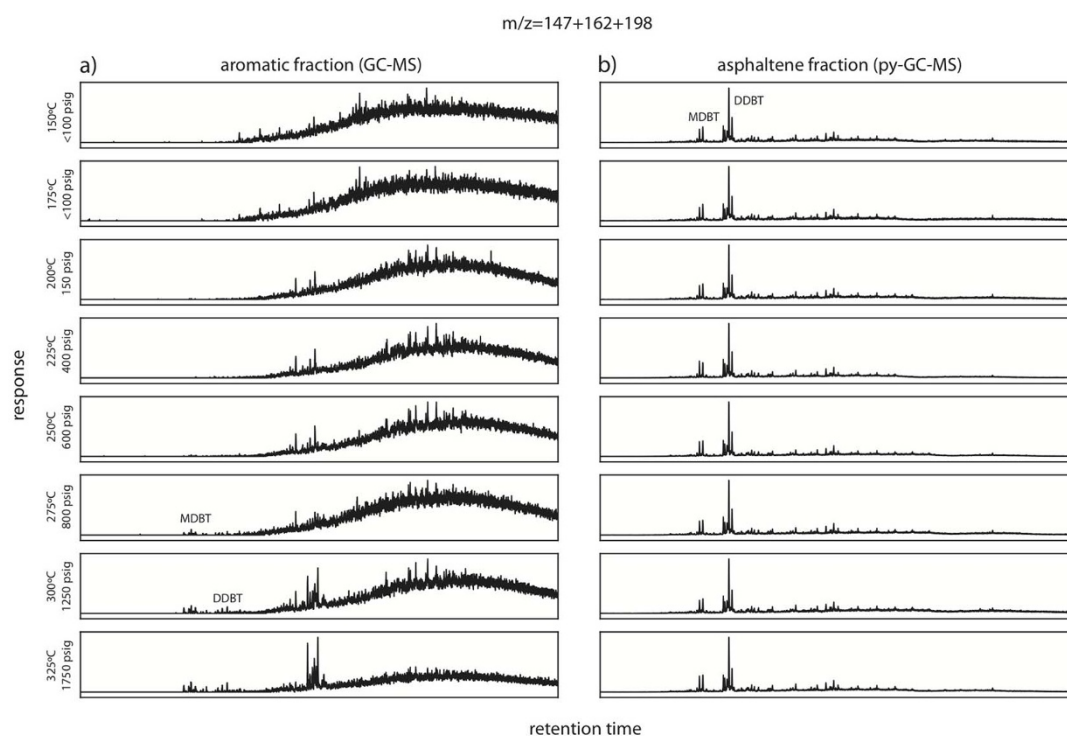 m/z=147+162+198
a)
aromatic fraction (GC-MS)
b)
asphaltene fraction (py-GC-MS)
150ºC
<100 psig
MDBT
DDBT
175ºC
<100 psig
200ºC
150 psig
225ºC
400 psig
response
250ºC
600 psig
275ºC
800 psig
MDBT
300ºC
1250 psig
DDBT
325ºC
1750 psig
retention time